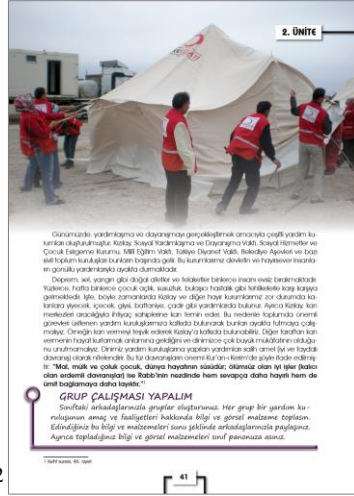 2. ÜNİTE
Günümüzde, yardımlaşma ve dayanışmayı gerçekleştirmek amacıyla çeşitli yardım ku-
rumları oluşturulmuştur. Kızılay, Sosyal Yardımlaşma ve Dayanışma Vakfı, Sosyal Hizmetler ve
Çocuk Esirgeme Kurumu, Millî Eğitim Vakfı, Türkiye Diyanet Vakfı, Belediye Aşevleri ve bazı
sivil toplum kuruluşları bunların başında gelir. Bu kurumlarımız devletin ve hayırsever insanla-
rın gönüllü yardımlarıyla ayakta durmaktadır.
Deprem, sel, yangın gibi doğal afetler ve felaketler binlerce insanı evsiz bırakmaktadır.
Yüzlerce, hatta binlerce çocuk açlık, susuzluk, bulaşıcı hastalık gibi tehlikelerle karşı karşıya
gelmektedir. İşte, böyle zamanlarda Kızılay ve diğer hayır kurumlarımız zor durumda ka-
lanlara yiyecek, içecek, giysi, battaniye, çadır gibi yardımlarda bulunur. Ayrıca Kızılay, kan
merkezleri aracılığıyla ihtiyaç sahiplerine kan temin eder. Bu nedenle toplumda önemli
görevleri üstlenen yardım kuruluşlarımıza katkıda bulunarak bunları ayakta tutmaya çalış-
malıyız. Örneğin kan vermeyi teşvik ederek Kızılay'a katkıda bulunabiliriz. Diğer taraftan kan
vermenin hayat kurtarmak anlamına geldiğini ve dinimizce çok büyük mükâfatının olduğu-
nu unutmamalıyız. Dinimiz yardım kuruluşlarına yapılan yardımları salih amel (iyi ve faydalı
davranış) olarak nitelendirir. Bu tür davranışların önemi Kur'an-ı Kerim'de şöyle ifade edilmiş-
tir: "Mal, mülk ve çoluk çocuk, dünya hayatının süsüdür; ölümsüz olan iyi işler (kalıcı
olan erdemli davranışlar) ise Rabb'inin nezdinde hem sevapça daha hayırlı hem de
ümit bağlamaya daha layıktır."¹
GRUP ÇALIŞMASI YAPALIM
Sınıftaki arkadaşlarınızla gruplar oluşturunuz. Her grup bir yardım ku-
ruluşunun amaç ve faaliyetleri hakkında bilgi ve görsel malzeme toplasın.
Edindiğiniz bu bilgi ve malzemeleri sunu şeklinde arkadaşlarınızla paylaşınız.
Ayrıca topladığınız bilgi ve görsel malzemeleri sınıf panonuza asınız.
1 Kehf suresi, 46. ayet.
41
2